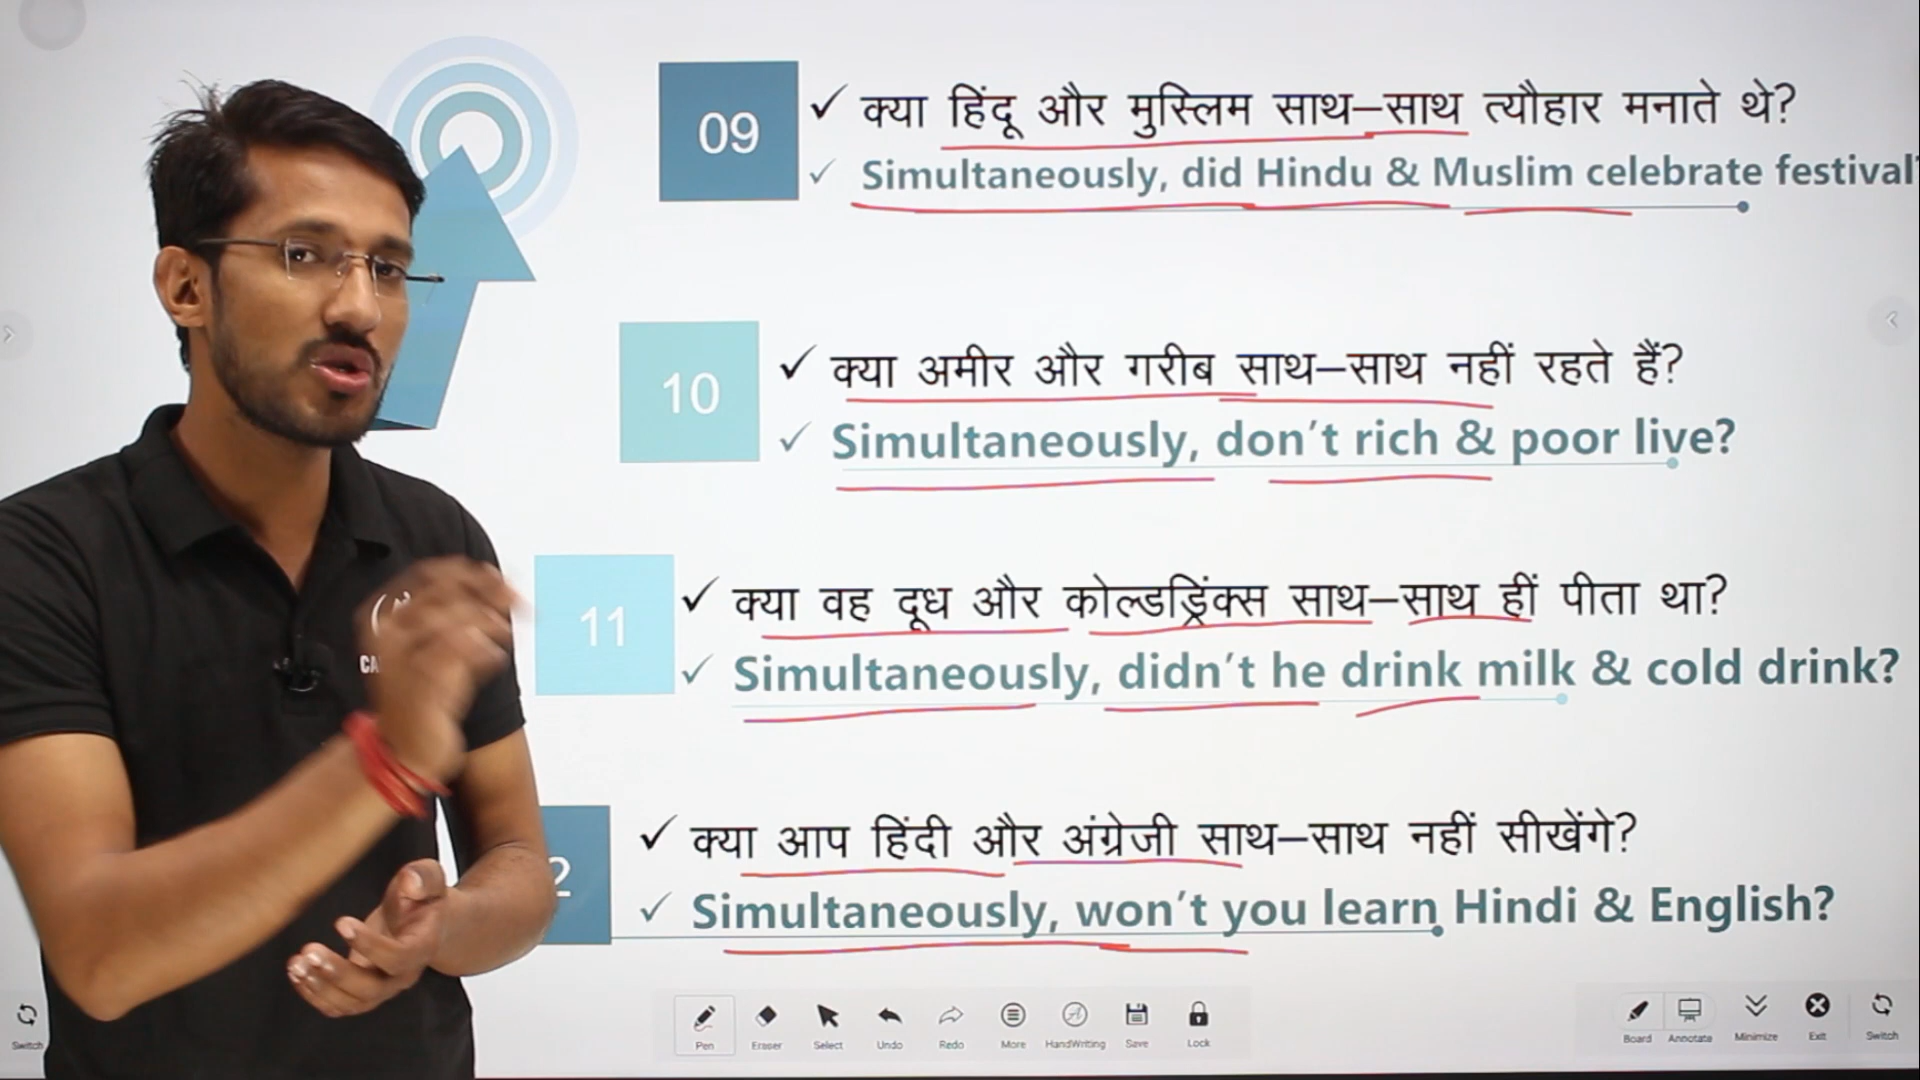 09
क्या हिंदू और मुस्लिम साथ–साथ त्यौहार मनाते थे?
Simultaneously, did Hindu & Muslim celebrate festival?
10
क्या अमीर और गरीब साथ–साथ नहीं रहते हैं?
Simultaneously, don't rich & poor live?
11
क्या वह दूध और कोल्डड्रिंक्स साथ–साथ हीं पीता था?
Simultaneously, didn't he drink milk & cold drink?
2
क्या आप हिंदी और अंग्रेजी साथ–साथ नहीं सीखेंगे?
Simultaneously, won't you learn Hindi & English?
CA
Switch Pen Eraser Select Undo Redo More HandWriting Save Lock Board Annotate Minimize Exit Switch